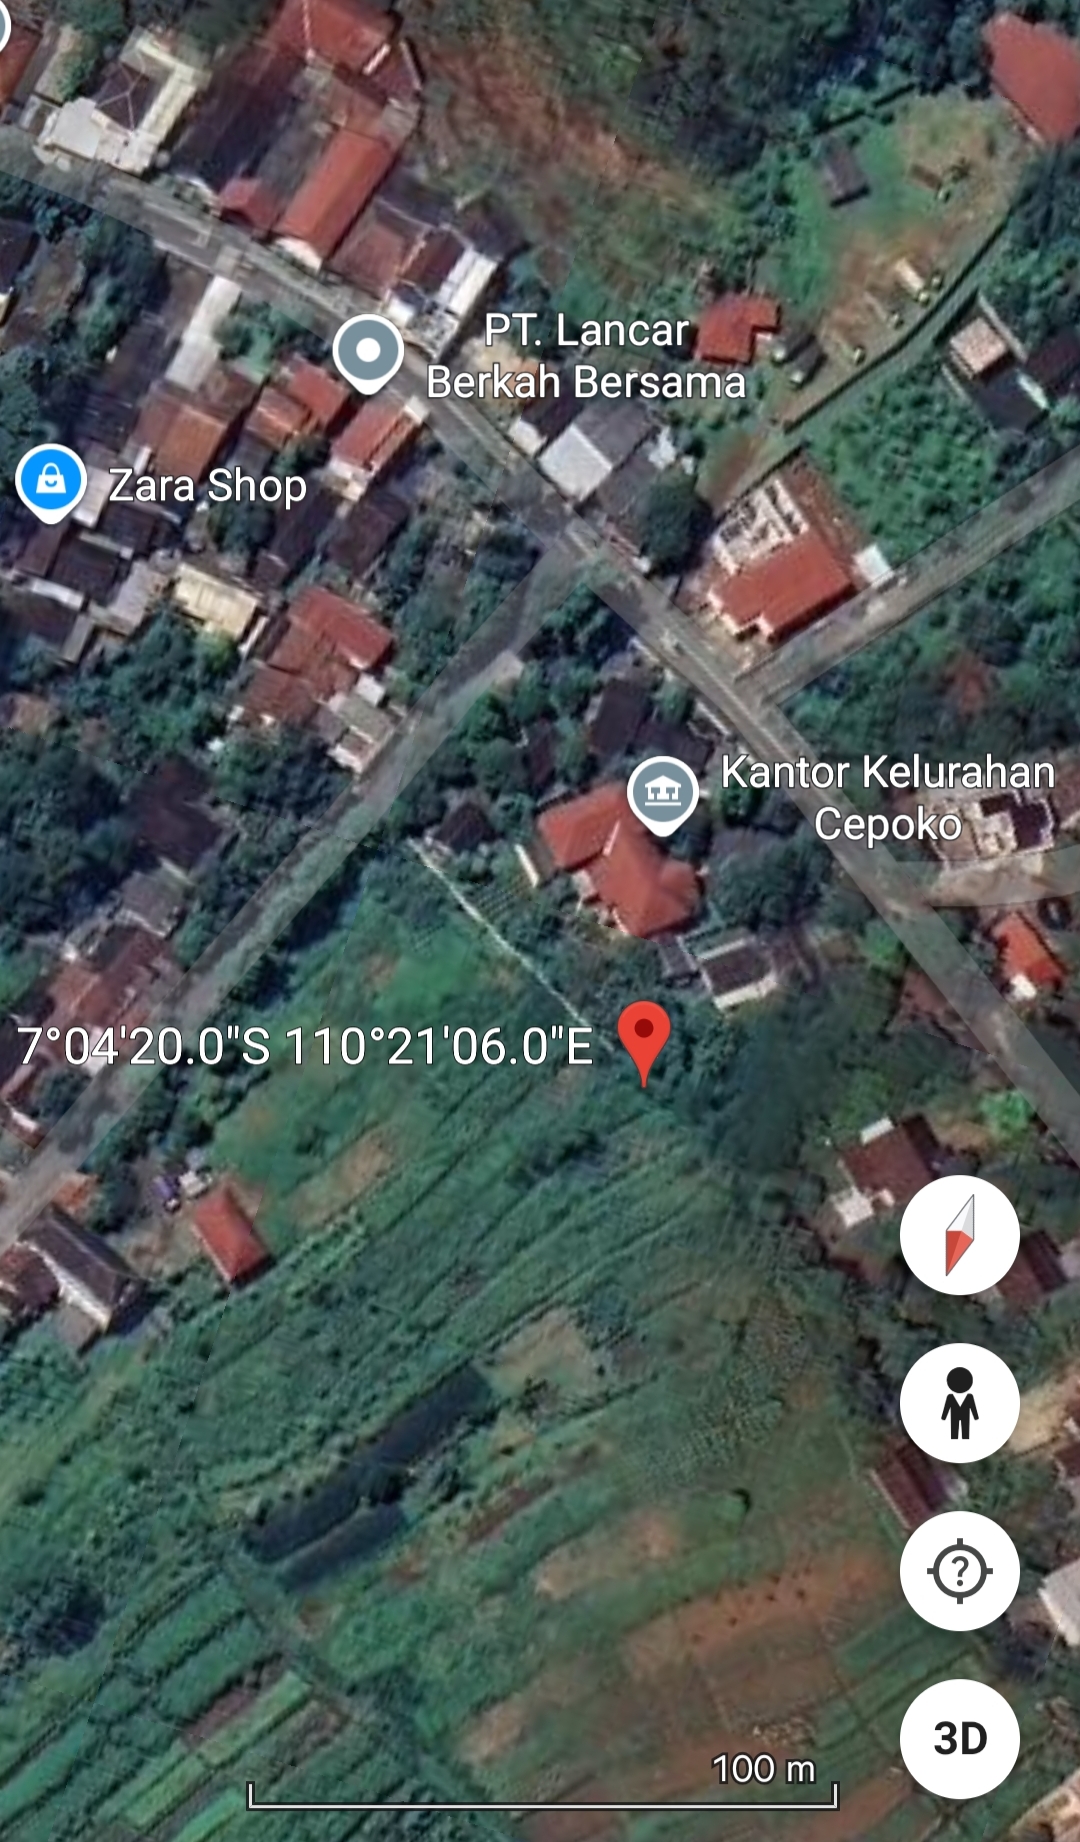 PT. Lancar
Berkah Bersama
Zara Shop
Kantor Kelurahan
Cepoko
7°04'20.0"S 110°21'06.0"E
?
3D
100 m